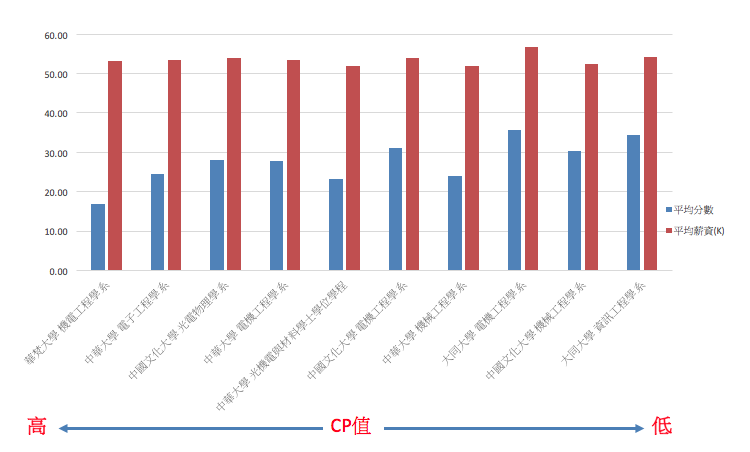 60.00
50.00
40.00
30.00
20.00
10.00
0.00
平均分數
平均薪資(K)
華梵大學 機電工程學系
中華大學 電子工程學系
中國文化大學 光電物理學系
中華大學 電機工程學系
中華大學 光機電與材料學士學位學程
中國文化大學 電機工程學系
中華大學 機械工程學系
大同大學 電機工程學系
中國文化大學 機械工程學系
大同大學 資訊工程學系
高 CP值 低